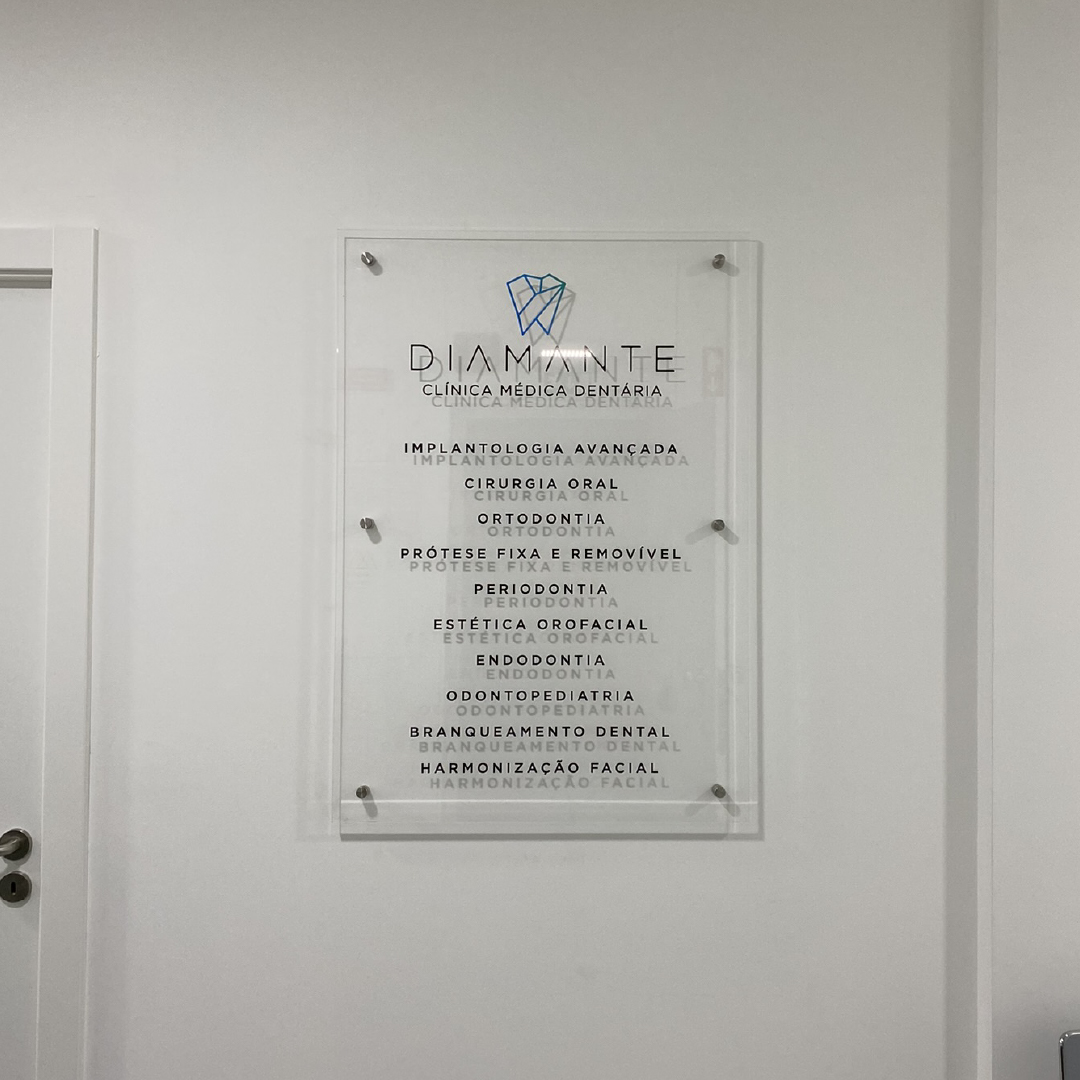 DIAMANTE
CLÍNICA MÉDICA DENTÁRIA
IMPLANTOLOGIA AVANÇADA
CIRURGIA ORAL
ORTODONTIA
PRÓTESE FIXA E REMOVÍVEL
PERIODONTIA
ESTÉTICA OROFACIAL
ENDODONTIA
ODONTOPEDIATRIA
BRANQUEAMENTO DENTAL
HARMONIZAÇÃO FACIAL